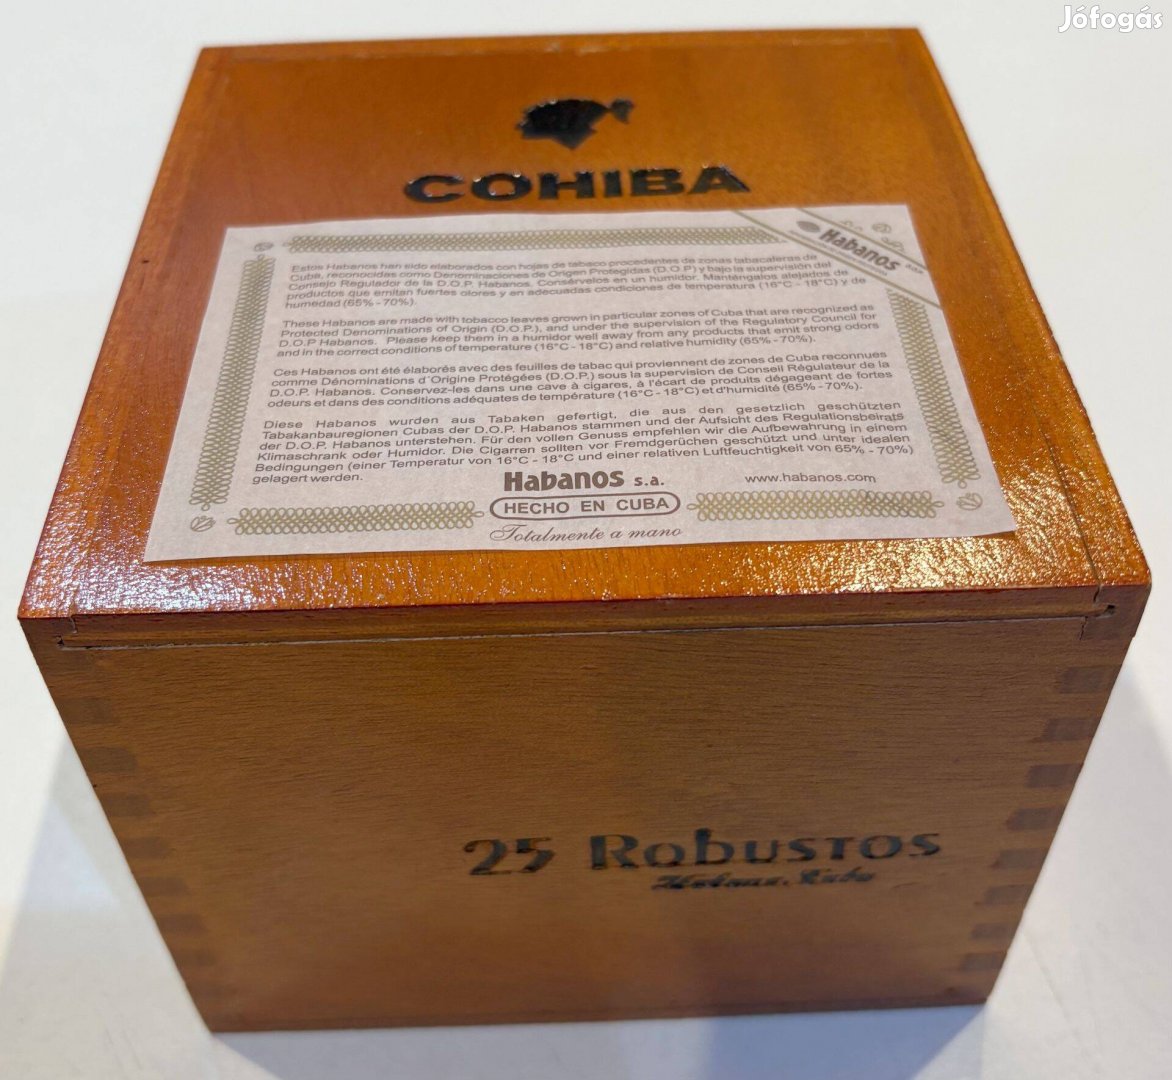 Jófogás
COHIBA
Habanos s.a.
Estos Habanos han sido elaborados con hojas de tabaco procedentes de zonas tabacaleras de
Cuba, reconocidas como Denominaciones de Origen Protegidas (D.O.P) y bajo la supervisión del
Consejo Regulador de la D.O.P. Habanos. Consérvelos en un humidor. Manténgalos alejados de
productos que emitan fuertes olores y en adecuadas condiciones de temperatura (16°C - 18°C) y de
humedad (65% - 70%).
These Habanos are made with tobacco leaves grown in particular zones of Cuba that are recognized as
Protected Denominations of Origin (D.O.P.), and under the supervision of the Regulatory Council for
D.O.P Habanos. Please keep them in a humidor well away from any products that emit strong odors
and in the correct conditions of temperature (16°C - 18°C) and relative humidity (65% - 70%).
Ces Habanos ont été élaborés avec des feuilles de tabac qui proviennent de zones de Cuba reconnues
comme Dénominations d´Origine Protégées (D.O.P.) sous la supervision de Conseil Régulateur de la
D.O.P. Habanos. Conservez-les dans une cave à cigares, à l'écart de produits dégageant de fortes
odeurs et dans des conditions adéquates de température (16°C - 18°C) et d'humidité (65% - 70%).
Diese Habanos wurden aus Tabaken gefertigt, die aus den gesetzlich geschützten
Tabakanbauregionen Cubas der D.O.P. Habanos stammen und der Aufsicht des Regulationsbeirats
der D.O.P. Habanos unterstehen. Für den vollen Genuss empfehlen wir die Aufbewahrung in einem
Klimaschrank oder Humidor. Die Cigarren sollten vor Fremdgerüchen geschützt und unter idealen
Bedingungen (einer Temperatur von 16°C - 18°C und einer relativen Luftfeuchtigkeit von 65% - 70%)
gelagert werden.
Habanos s.a.
www.habanos.com
HECHO EN CUBA
Totalmente a mano
25 Robustos
Habana, Cuba